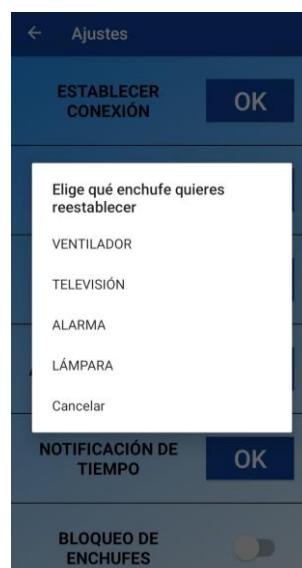 Ajustes
ESTABLECER
CONEXIÓN
OK
Elige qué enchufe quieres
reestablecer
VENTILADOR
TELEVISIÓN
ALARMA
LÁMPARA
Cancelar
NOTIFICACIÓN DE
TIEMPO
OK
BLOQUEO DE
ENCHUFES